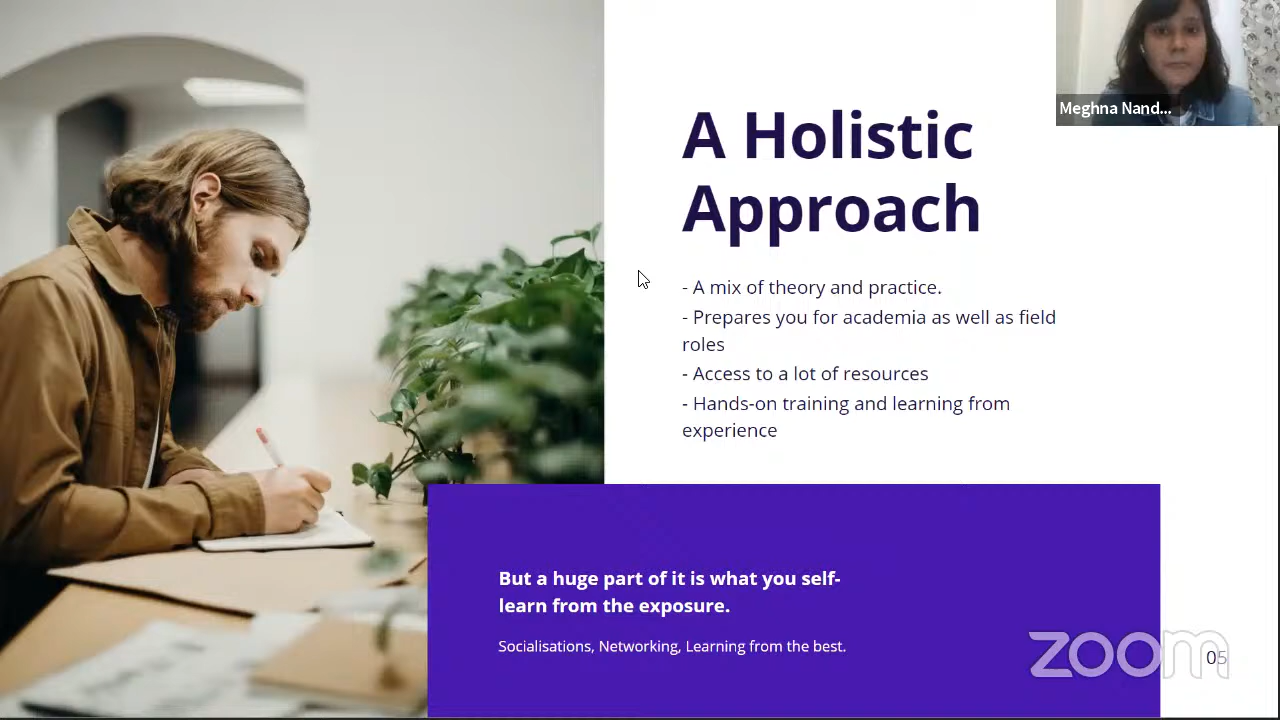 Meghna Nand...
A Holistic
Approach
- A mix of theory and practice.
- Prepares you for academia as well as field
roles
- Access to a lot of resources
- Hands-on training and learning from
experience
But a huge part of it is what you self-
learn from the exposure.
Socialisations, Networking, Learning from the best.
zoom
05